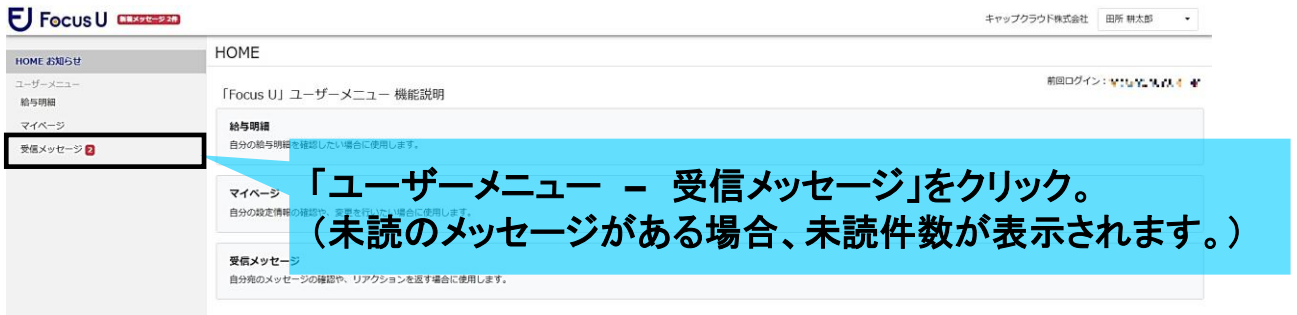 Focus U 新着メッセージ 2件
キャップクラウド株式会社 田所 耕太郎
HOME お知らせ
ユーザーメニュー
給与明細
マイページ
受信メッセージ 2
HOME
前回ログイン：
「Focus U」ユーザーメニュー 機能説明
給与明細
自分の給与明細を確認したい場合に使用します。
マイページ
自分の設定情報の確認や、変更を行いたい場合に使用します。
受信メッセージ
自分宛のメッセージの確認や、リアクションを返す場合に使用します。
「ユーザーメニュー － 受信メッセージ」をクリック。
（未読のメッセージがある場合、未読件数が表示されます。）